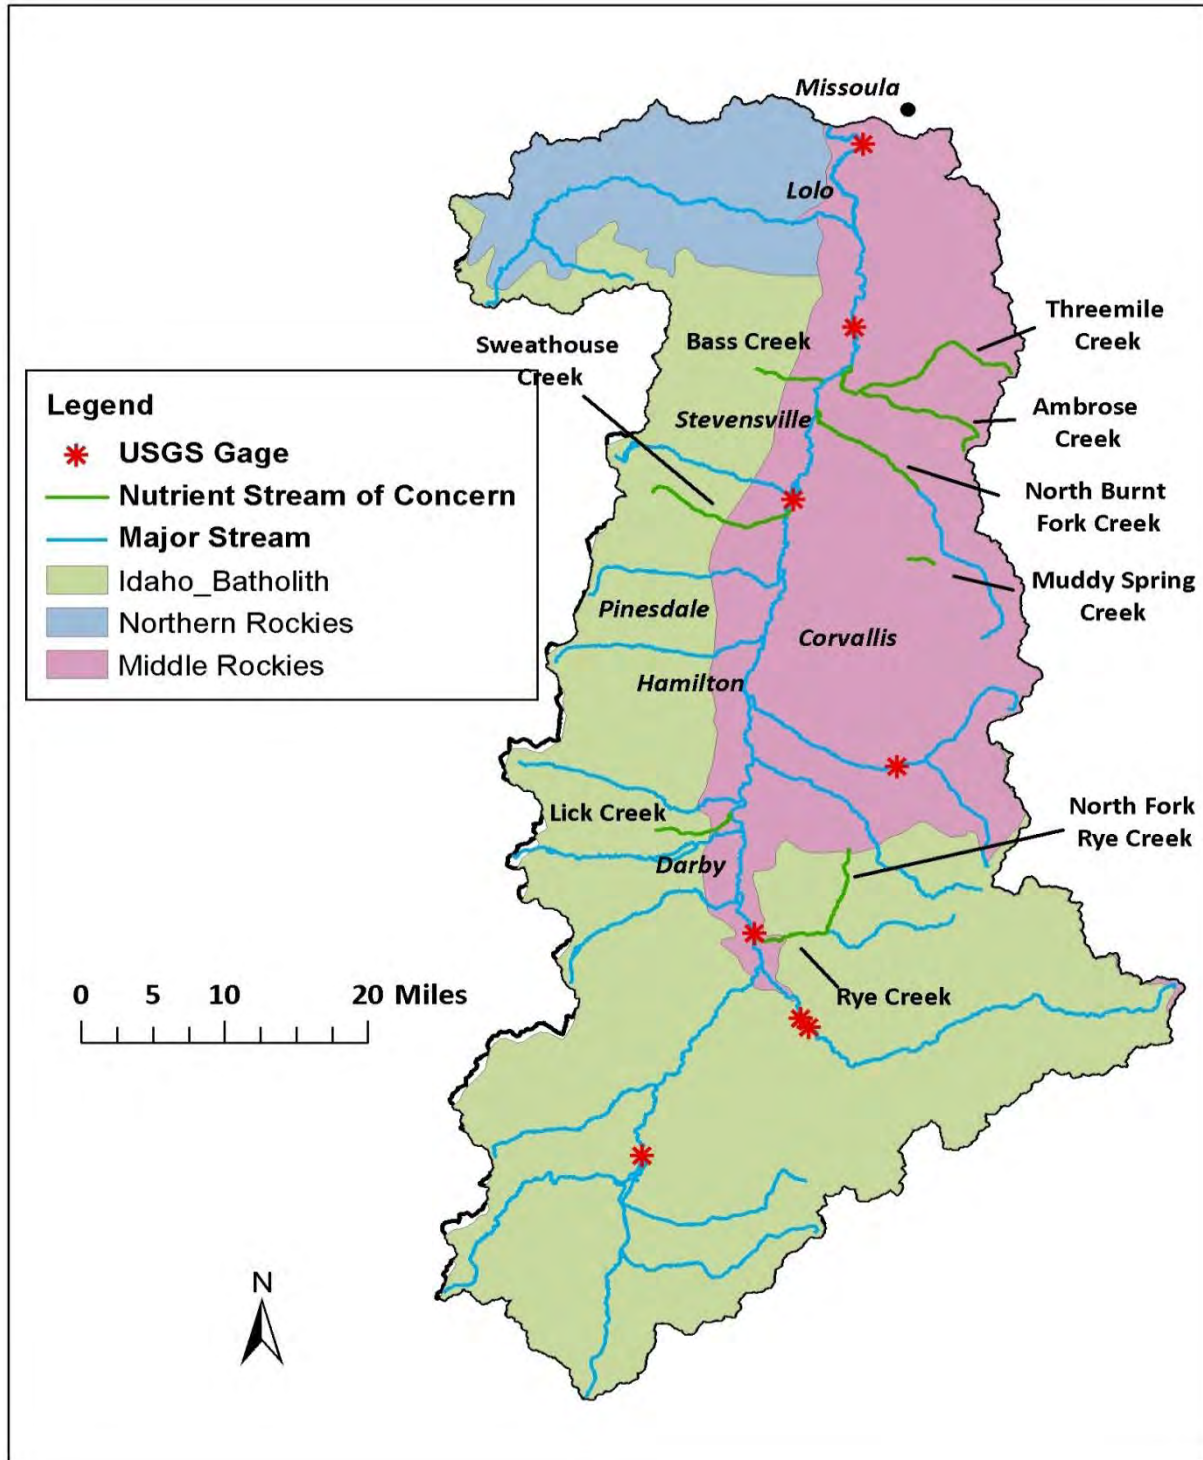 Missoula
Lolo
Threemile
Creek
Sweathouse
Creek
Bass Creek
Ambrose
Creek
Stevensville
North Burnt
Fork Creek
Muddy Spring
Creek
Pinesdale
Corvallis
Hamilton
Lick Creek
North Fork
Rye Creek
Darby
Rye Creek
Legend
USGS Gage
Nutrient Stream of Concern
Major Stream
Idaho_Batholith
Northern Rockies
Middle Rockies
0 5 10 20 Miles
N